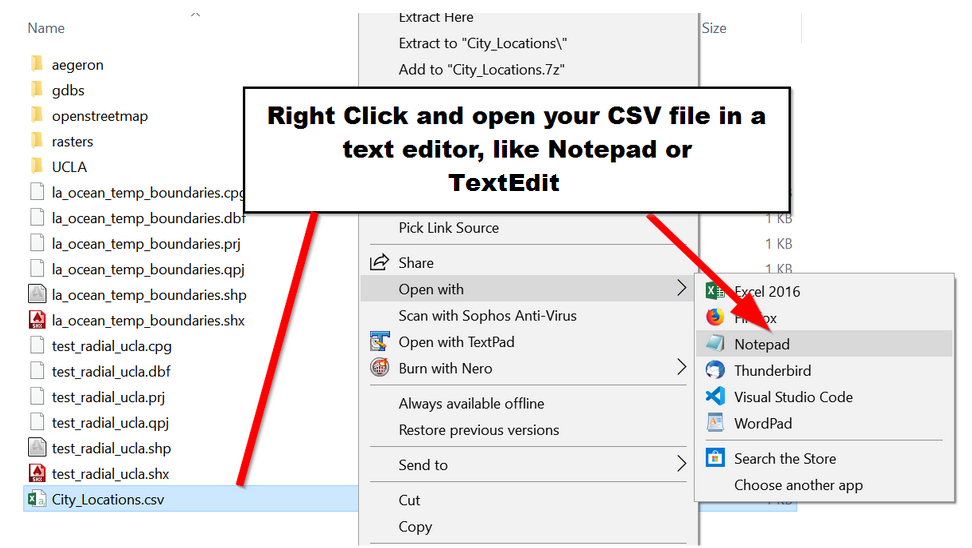 Name
Size
aegeron
gdbs
openstreetmap
rasters
UCLA
la_ocean_temp_boundaries.cpg
la_ocean_temp_boundaries.dbf
la_ocean_temp_boundaries.prj
la_ocean_temp_boundaries.qpj
la_ocean_temp_boundaries.shp
la_ocean_temp_boundaries.shx
test_radial_ucla.cpg
test_radial_ucla.dbf
test_radial_ucla.prj
test_radial_ucla.qpj
test_radial_ucla.shp
test_radial_ucla.shx
City_Locations.csv
Extract Here
Extract to "City_Locations\"
Add to "City_Locations.7z"
Right Click and open your CSV file in a
text editor, like Notepad or
TextEdit
Pick Link Source
Share
Open with
Scan with Sophos Anti-Virus
Open with TextPad
Burn with Nero
Always available offline
Restore previous versions
Send to
Cut
Copy
1 KB
1 KB
1 KB
Excel 2016
Firefox
Notepad
Thunderbird
Visual Studio Code
WordPad
Search the Store
Choose another app